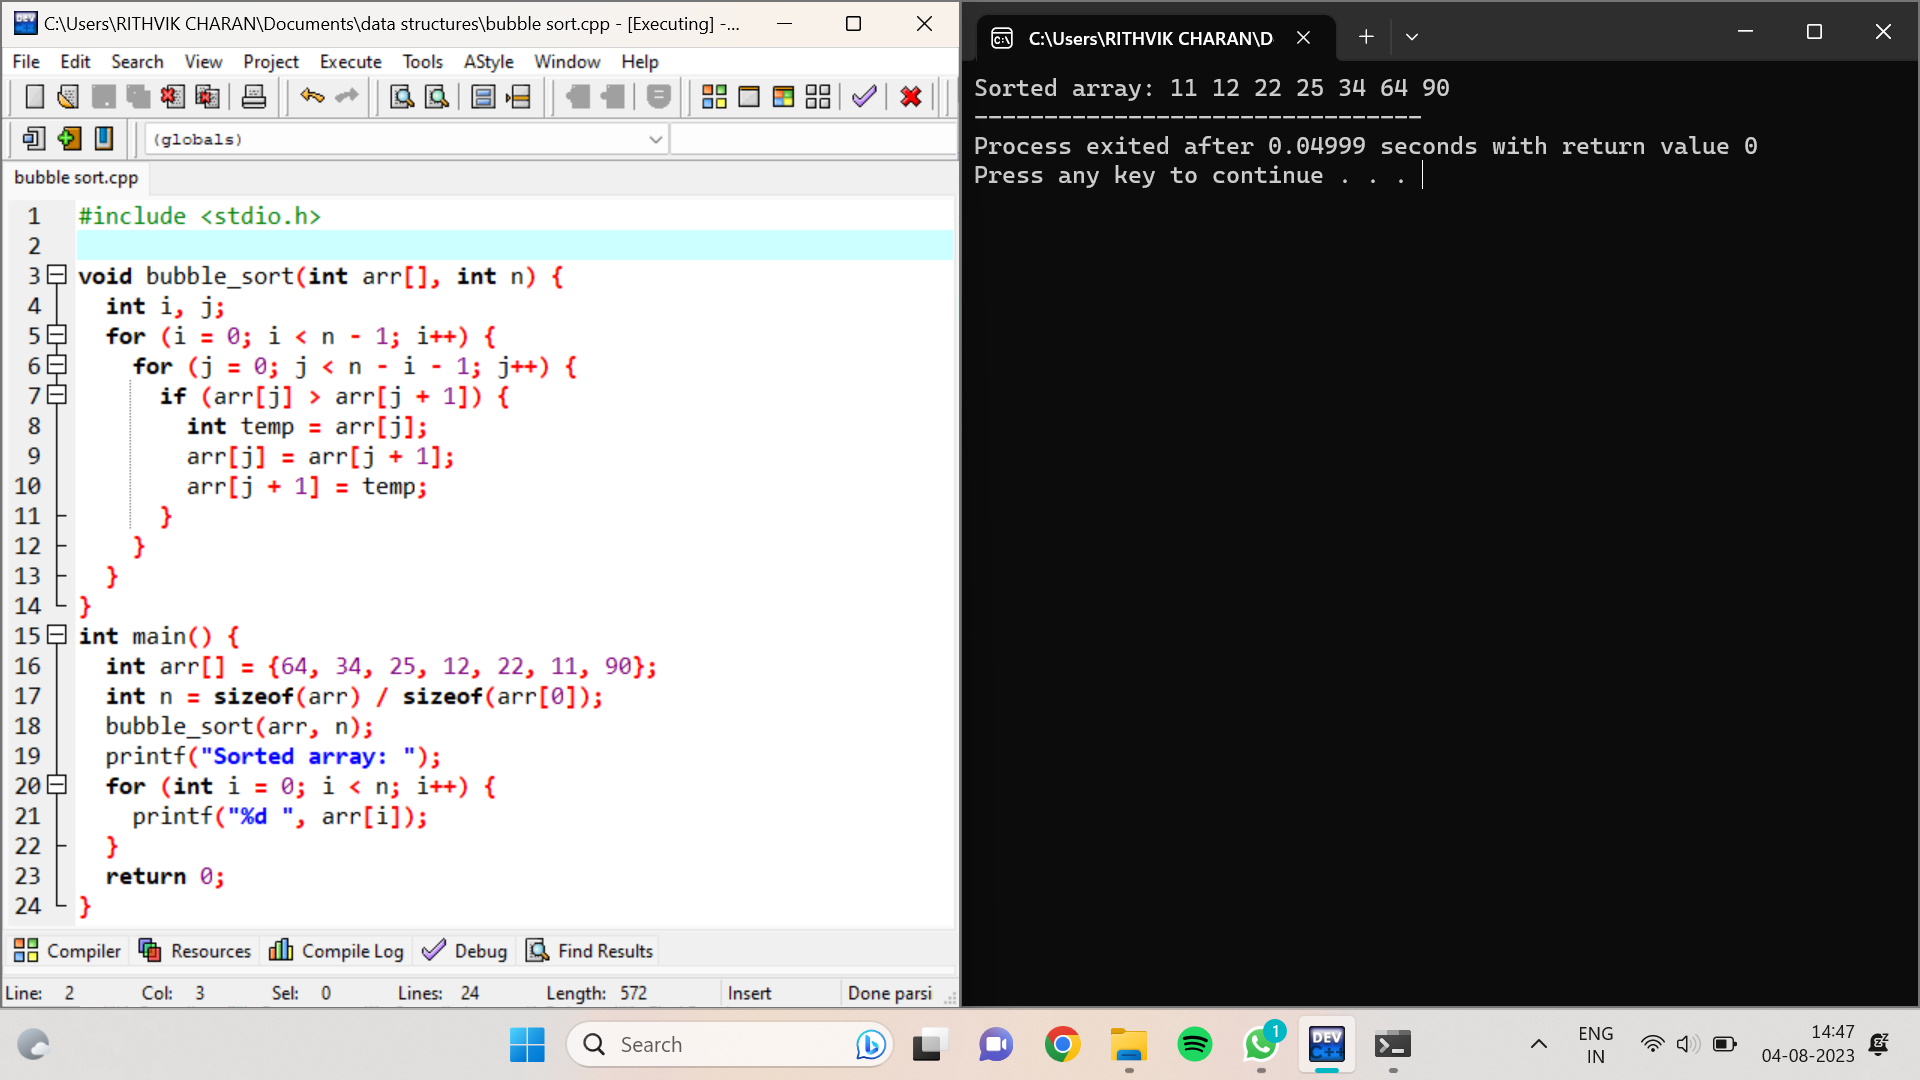 C:\Users\RITHVIK CHARAN\Documents\data structures\bubble sort.cpp - [Executing] -...
File Edit Search View Project Execute Tools AStyle Window Help
(globals)
bubble sort.cpp
1 #include <stdio.h>
2
3 void bubble_sort(int arr[], int n) {
4 int i, j;
5 for (i = 0; i < n - 1; i++) {
6 for (j = 0; j < n - i - 1; j++) {
7 if (arr[j] > arr[j + 1]) {
8 int temp = arr[j];
9 arr[j] = arr[j + 1];
10 arr[j + 1] = temp;
11 }
12 }
13 }
14 }
15 int main() {
16 int arr[] = {64, 34, 25, 12, 22, 11, 90};
17 int n = sizeof(arr) / sizeof(arr[0]);
18 bubble_sort(arr, n);
19 printf("Sorted array: ");
20 for (int i = 0; i < n; i++) {
21 printf("%d ", arr[i]);
22 }
23 return 0;
24 }
Compiler Resources Compile Log Debug Find Results
Line: 2 Col: 3 Sel: 0 Lines: 24 Length: 572 Insert Done parsi
C:\Users\RITHVIK CHARAN\D
Sorted array: 11 12 22 25 34 64 90
--------------------------------
Process exited after 0.04999 seconds with return value 0
Press any key to continue . . .
Search
1
DEV
C++
ENG
IN
14:47
04-08-2023